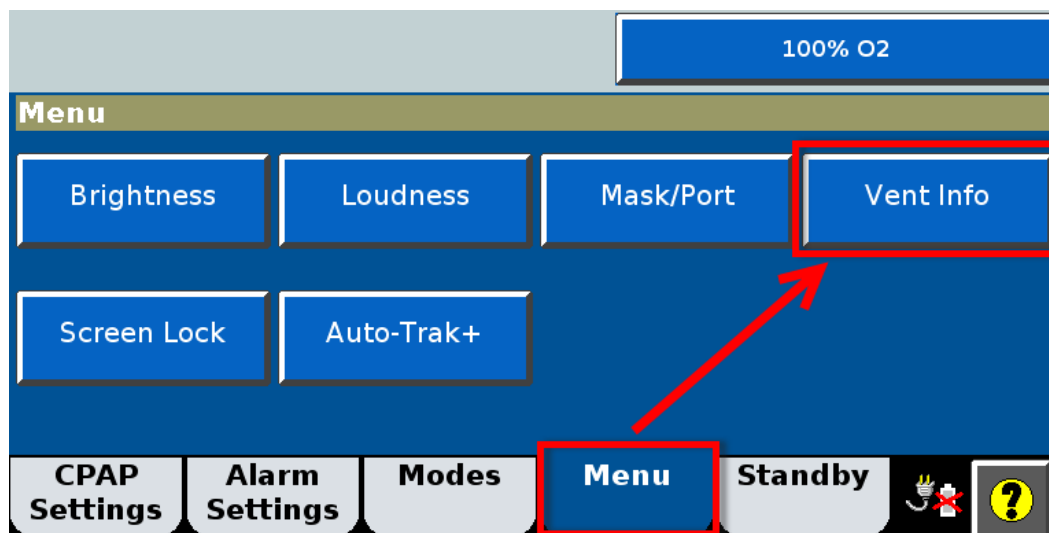 100% O2
Menu
Brightness
Loudness
Mask/Port
Vent Info
Screen Lock
Auto-Trak+
CPAP
Settings
Alarm
Settings
Modes
Menu
Standby
?